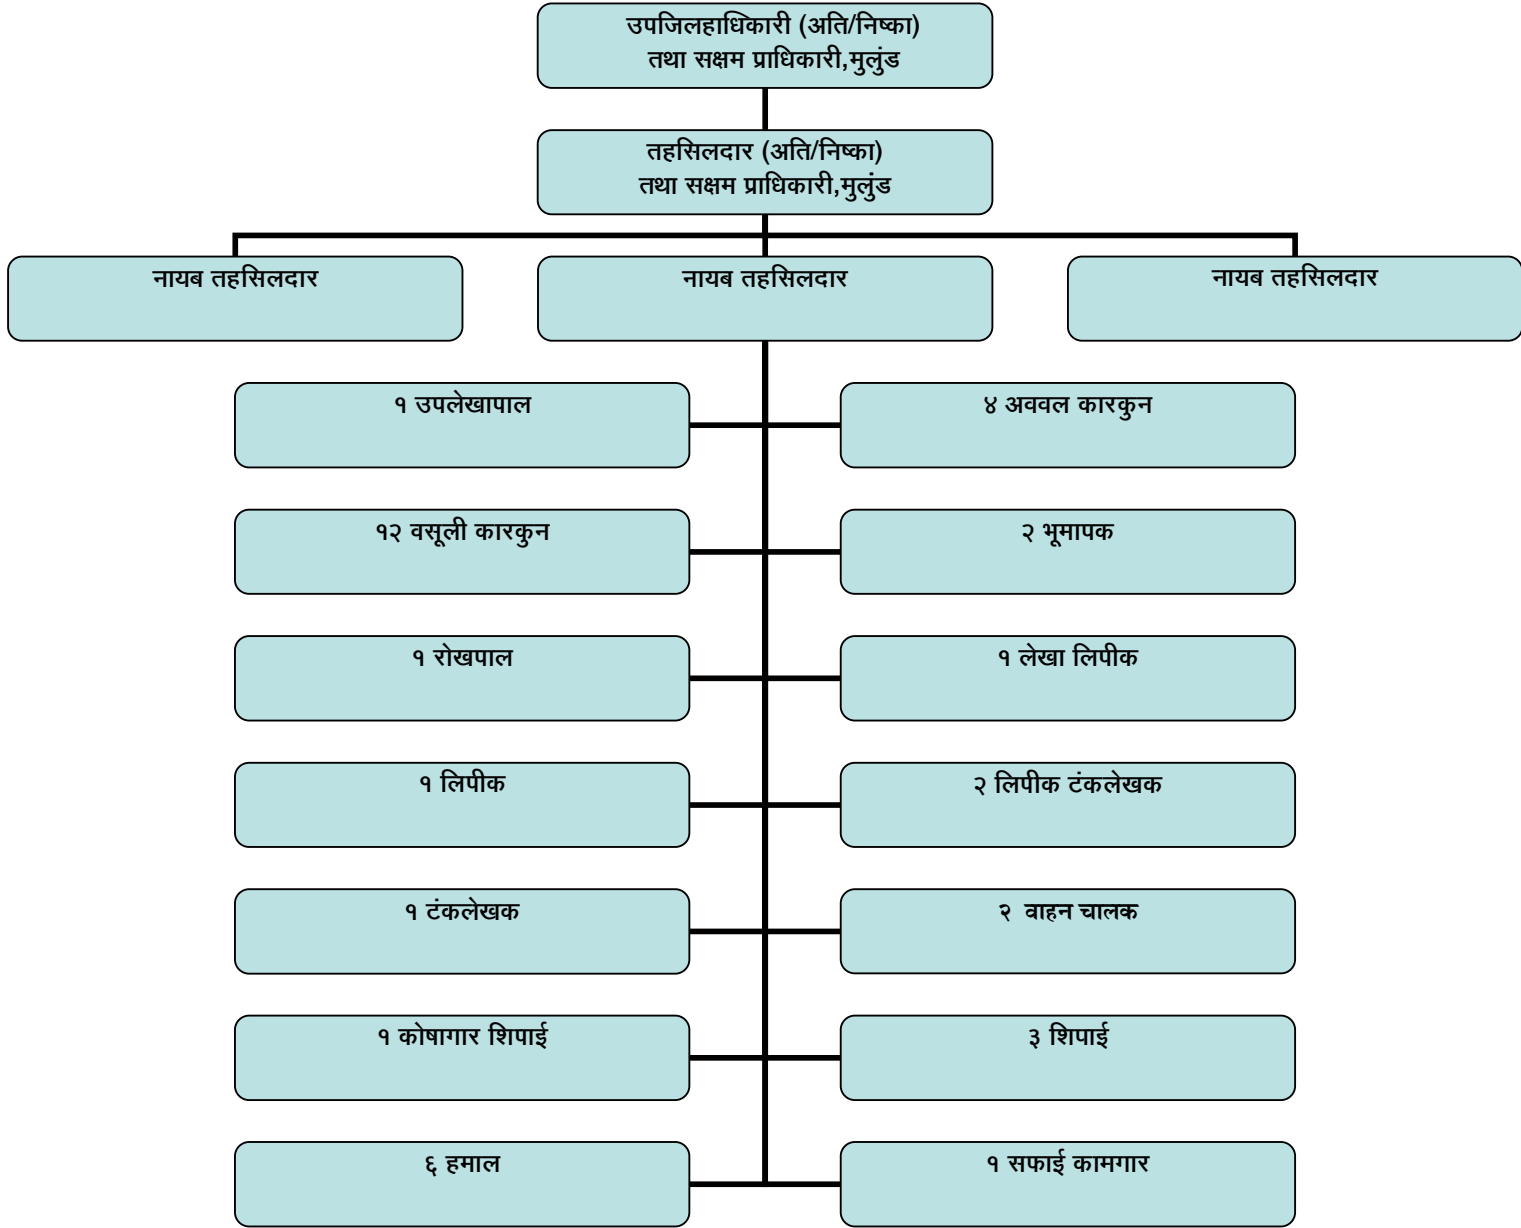 उपजिलहाधिकारी (अति/निष्का)
तथा सक्षम प्राधिकारी,मुलुंड
तहसिलदार (अति/निष्का)
तथा सक्षम प्राधिकारी,मुलुंड
नायब तहसिलदार
नायब तहसिलदार
नायब तहसिलदार
१ उपलेखापाल
४ अववल कारकुन
१२ वसूली कारकुन
२ भूमापक
१ रोखपाल
१ लेखा लिपीक
१ लिपीक
२ लिपीक टंकलेखक
१ टंकलेखक
२ वाहन चालक
१ कोषागार शिपाई
३ शिपाई
६ हमाल
१ सफाई कामगार